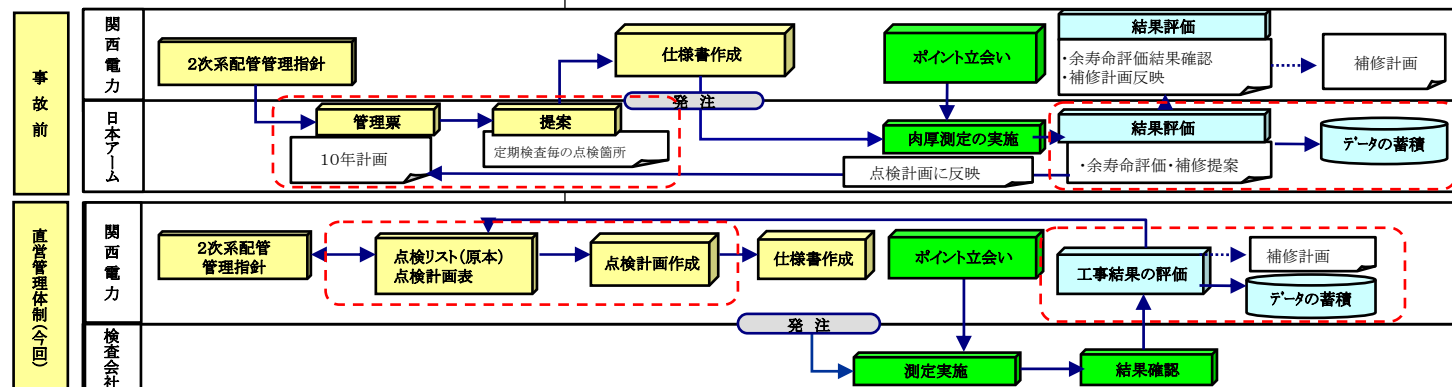 事故前
関西電力
2次系配管管理指針
仕様書作成
ポイント立会い
結果評価
・余寿命評価結果確認
・補修計画反映
補修計画
発 注
日本アーム
管理票
10年計画
提案
定期検査毎の点検箇所
肉厚測定の実施
点検計画に反映
結果評価
・余寿命評価・補修提案
データの蓄積
直営管理体制(今回)
関西電力
2次系配管
管理指針
点検リスト(原本)
点検計画表
点検計画作成
仕様書作成
ポイント立会い
工事結果の評価
補修計画
データの蓄積
発 注
検査会社
測定実施
結果確認